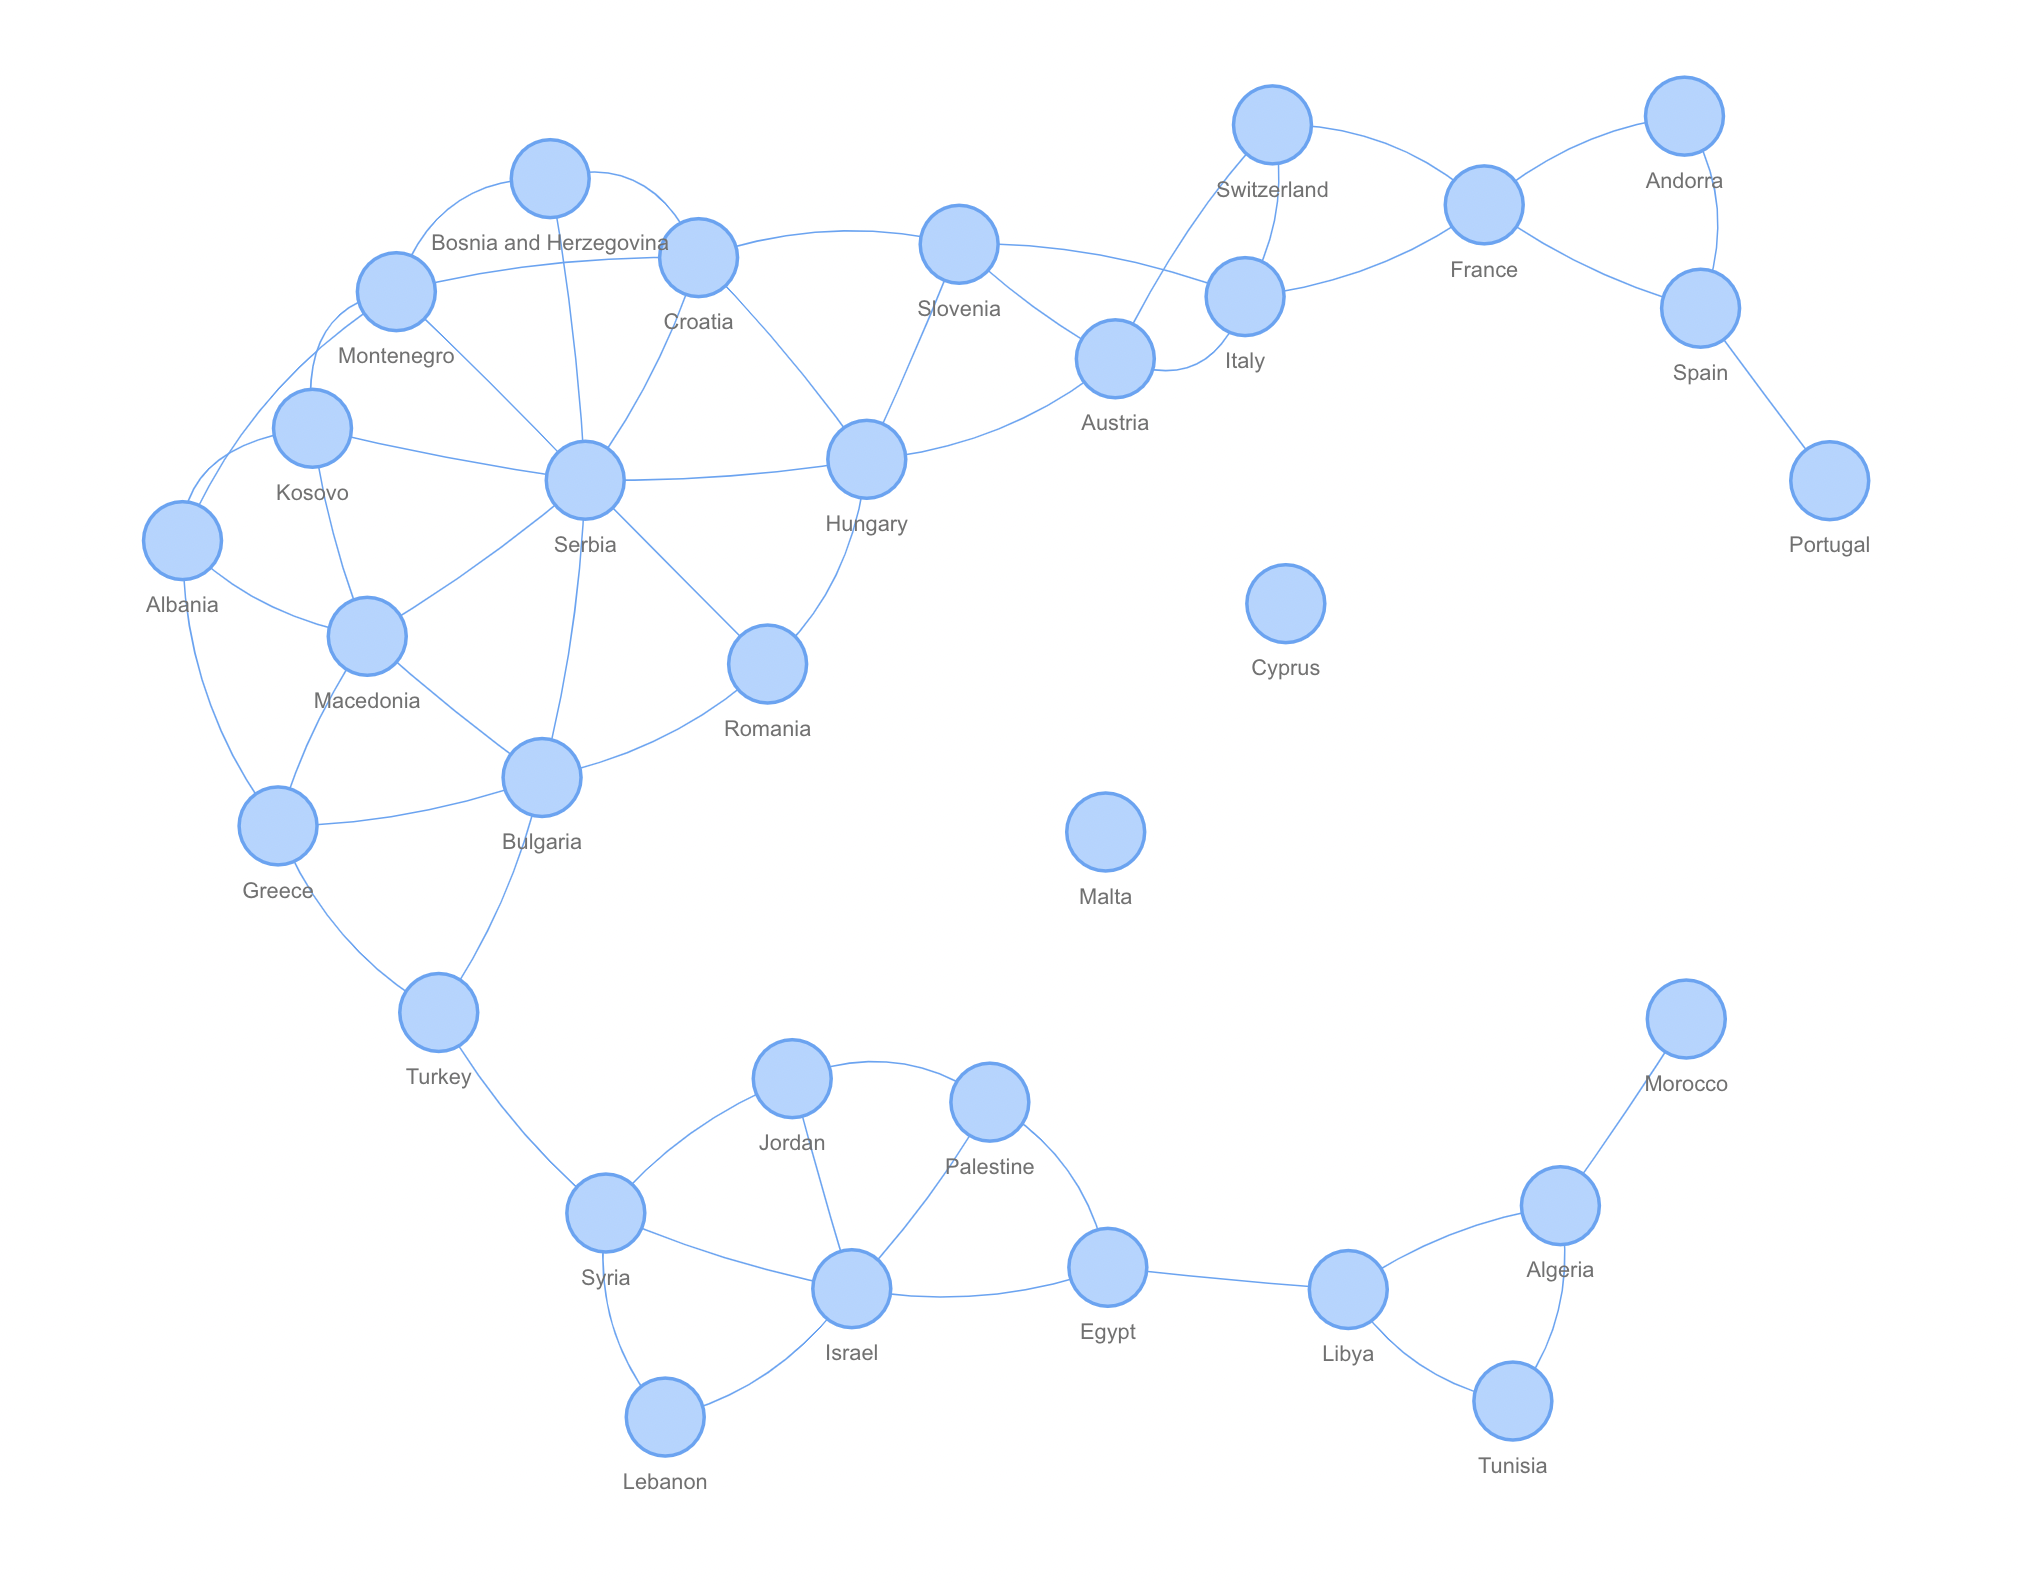 Andorra
Switzerland
Bosnia and Herzegovina
France
Slovenia
Croatia
Montenegro
Italy
Spain
Austria
Kosovo
Hungary
Serbia
Portugal
Albania
Cyprus
Macedonia
Romania
Bulgaria
Greece
Malta
Turkey
Morocco
Jordan
Palestine
Algeria
Syria
Egypt
Israel
Libya
Tunisia
Lebanon